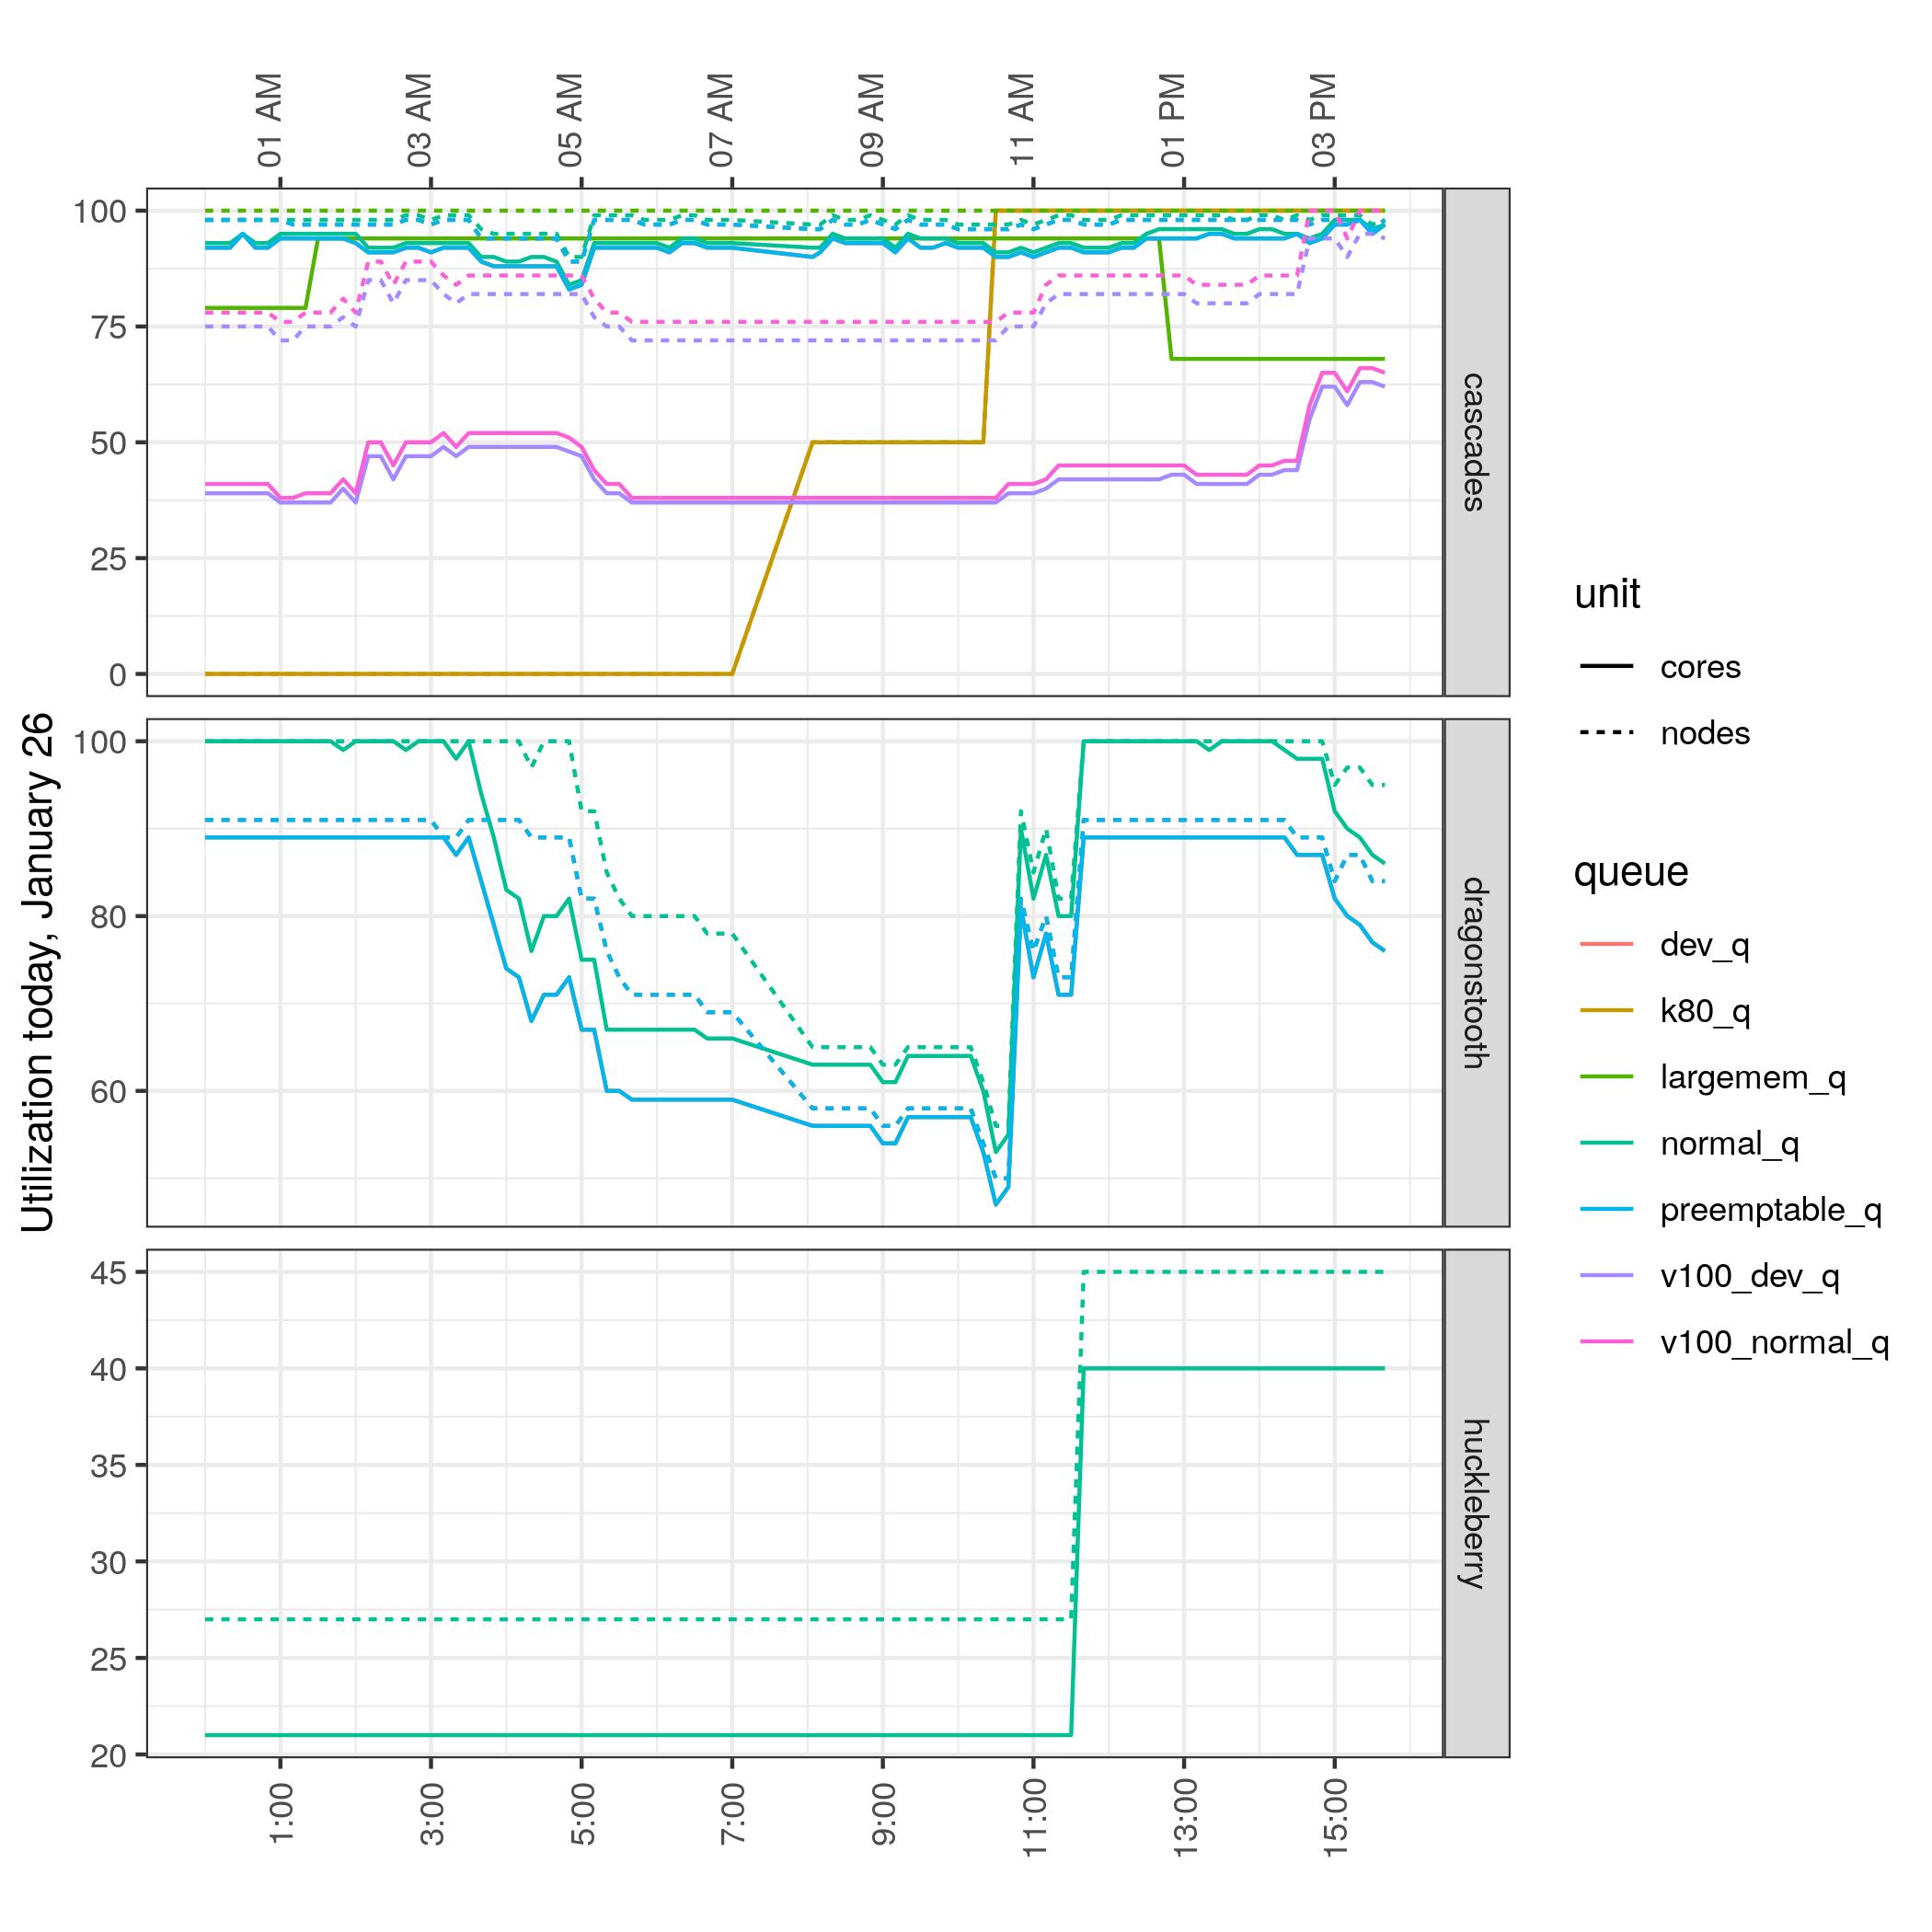 01 AM 03 AM 05 AM 07 AM 09 AM 11 AM 01 PM 03 PM
Utilization today, January 26
100
75
50
25
0
cascades
100
80
60
dragonstooth
45
40
35
30
25
20
huckleberry
1:00 3:00 5:00 7:00 9:00 11:00 13:00 15:00
unit
cores
nodes
queue
dev_q
k80_q
largemem_q
normal_q
preemptable_q
v100_dev_q
v100_normal_q